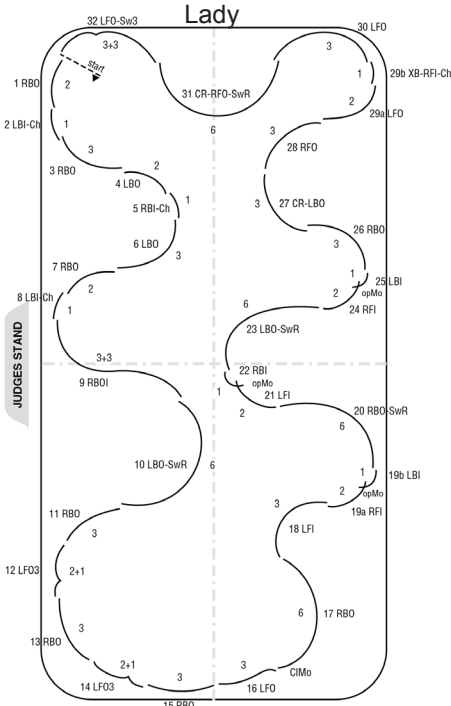 Lady
32 LFO-Sw3
3+3
start
30 LFO
3
1 RBO
2
29b XB-RFI-Ch
1
2
31 CR-RFO-SwR
6
29a LFO
2 LBI-Ch
1
3
28 RFO
3
3 RBO
2
4 LBO
5 RBI-Ch
1
3
27 CR-LBO
6 LBO
3
26 RBO
3
7 RBO
2
8 LBI-Ch
1
1
25 LBI
opMo
2
24 RFI
6
23 LBO-SwR
JUDGES STAND
3+3
9 RBOI
22 RBI
opMo
1
21 LFI
2
20 RBO-SwR
6
10 LBO-SwR
6
1
19b LBI
2
opMo
19a RFI
11 RBO
3
3
18 LFI
12 LFO3
2+1
13 RBO
3
6
17 RBO
2+1
14 LFO3
3
15 RBO
3
16 LFO
ClMo